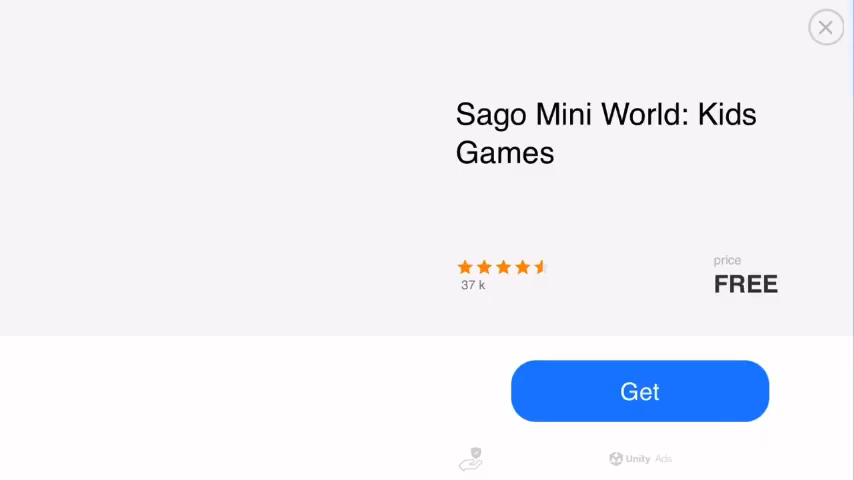 Sago Mini World: Kids
Games
37 k
price
FREE
Get
Unity Ads